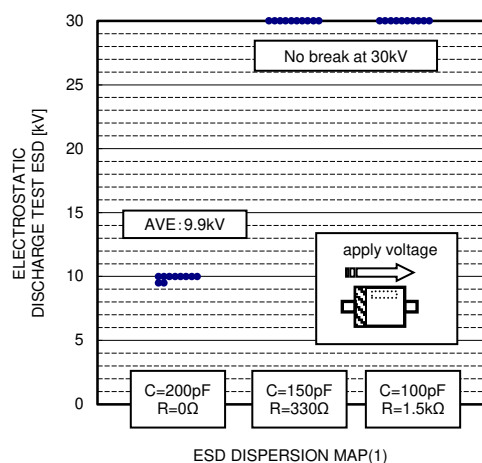 ELECTROSTATIC
DISCHARGE TEST ESD [kV]
30
25
20
15
10
5
0
No break at 30kV
AVE:9.9kV
apply voltage
C=200pF
R=0Ω
C=150pF
R=330Ω
C=100pF
R=1.5kΩ
ESD DISPERSION MAP(1)